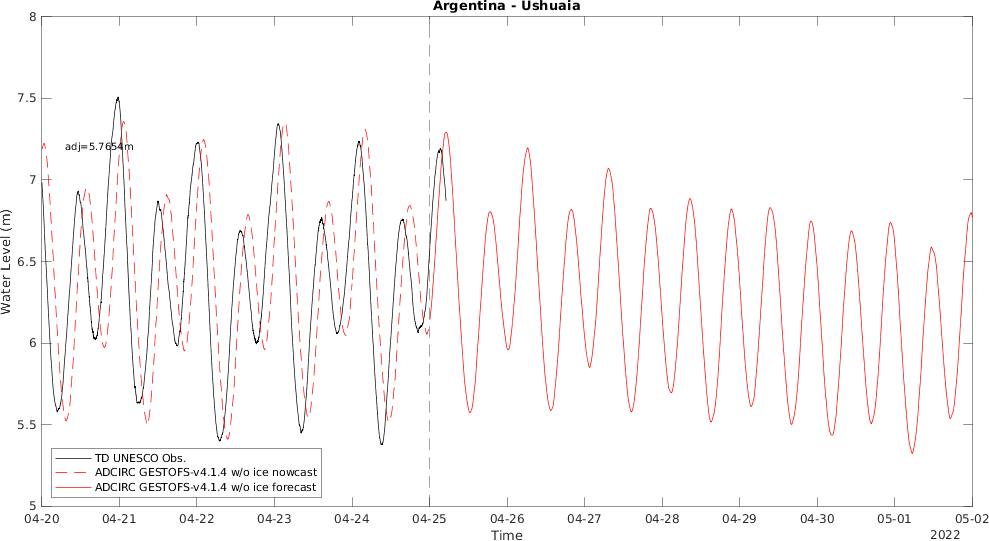 Argentina - Ushuaia
8
7.5
7
6.5
6
5.5
5
Water Level (m)
adj=5.7654m
TD UNESCO Obs.
ADCIRC GESTOFS-v4.1.4 w/o ice nowcast
ADCIRC GESTOFS-v4.1.4 w/o ice forecast
04-20 04-21 04-22 04-23 04-24 04-25 04-26 04-27 04-28 04-29 04-30 05-01 05-02
Time
2022